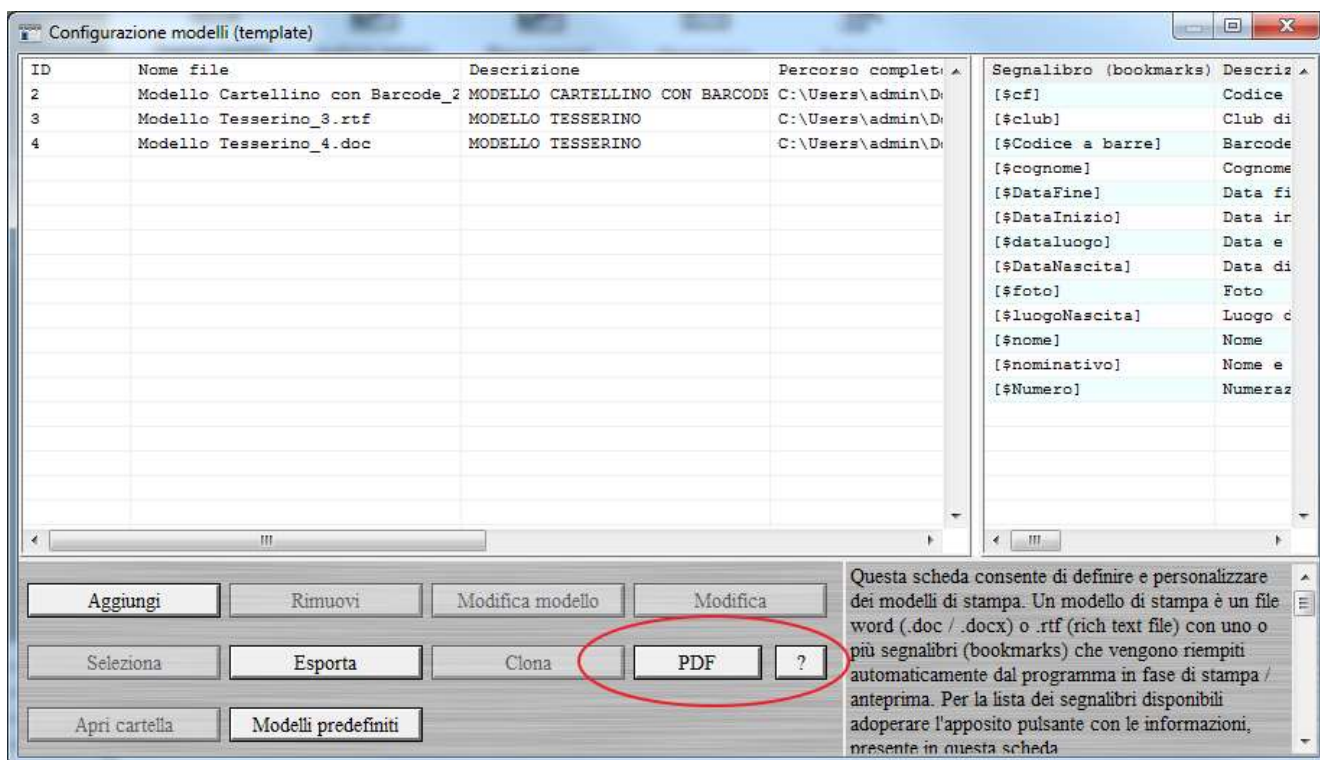 Configurazione modelli (template)
ID Nome file Descrizione Percorso complet
2 Modello Cartellino con Barcode_2 MODELLO CARTELLINO CON BARCODE C:\Users\admin\D
3 Modello Tesserino_3.rtf MODELLO TESSERINO C:\Users\admin\D
4 Modello Tesserino_4.doc MODELLO TESSERINO C:\Users\admin\D
Segnalibro (bookmarks) Descriz
[$cf] Codice
[$club] Club di
[$Codice a barre] Barcode
[$cognome] Cognome
[$DataFine] Data fi
[$DataInizio] Data in
[$dataluogo] Data e
[$DataNascita] Data di
[$foto] Foto
[$luogoNascita] Luogo d
[$nome] Nome
[$nominativo] Nome e
[$Numero] Numeraz
Aggiungi Rimuovi Modifica modello Modifica
Seleziona Esporta Clona PDF ?
Apri cartella Modelli predefiniti
Questa scheda consente di definire e personalizzare
dei modelli di stampa. Un modello di stampa è un file
word (.doc / .docx) o .rtf (rich text file) con uno o
più segnalibri (bookmarks) che vengono riempiti
automaticamente dal programma in fase di stampa /
anteprima. Per la lista dei segnalibri disponibili
adoperare l'apposito pulsante con le informazioni,
presente in questa scheda